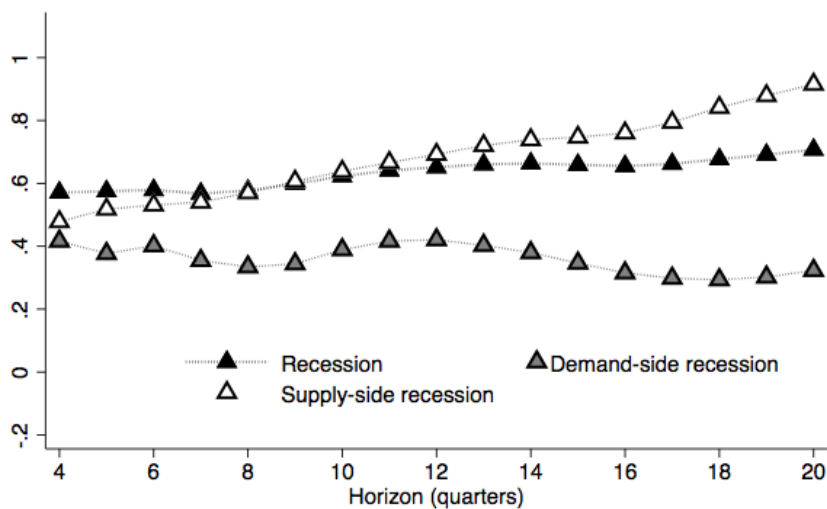 1
.8
.6
.4
.2
0
-.2
Recession
Demand-side recession
Supply-side recession
4 6 8 10 12 14 16 18 20
Horizon (quarters)